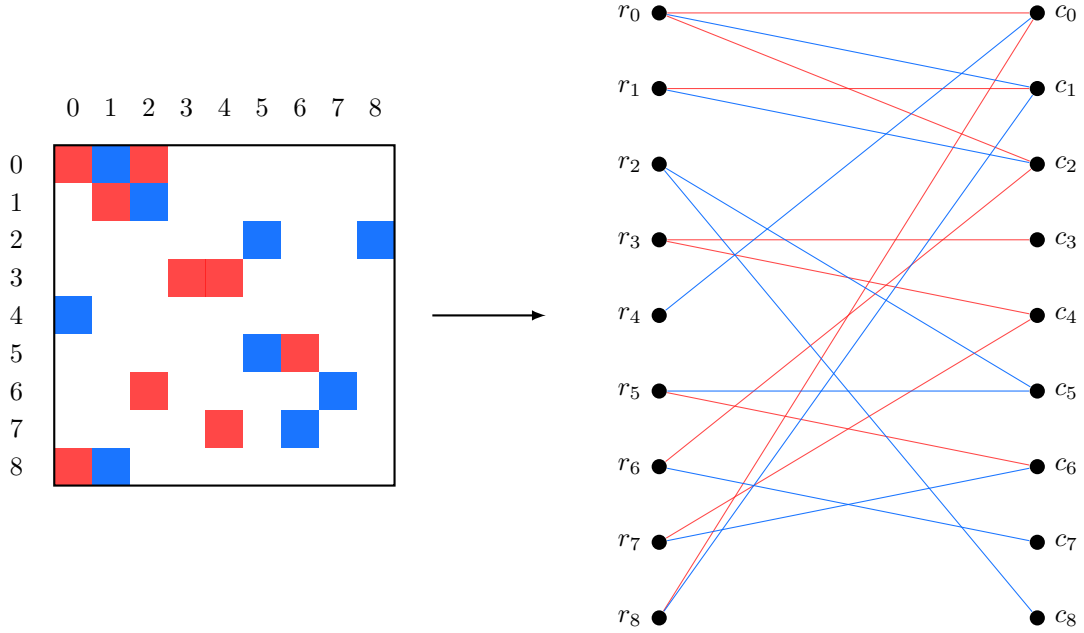 0 1 2 3 4 5 6 7 8
0
1
2
3
4
5
6
7
8
r₀ c₀
r₁ c₁
r₂ c₂
r₃ c₃
r₄ c₄
r₅ c₅
r₆ c₆
r₇ c₇
r₈ c₈